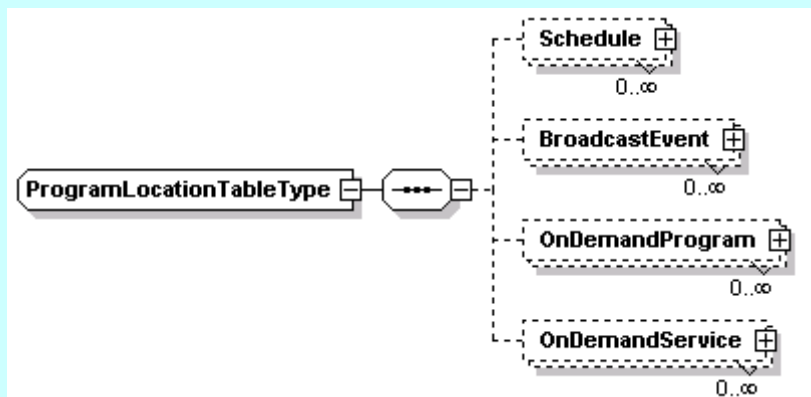 Schedule
0..∞
BroadcastEvent
0..∞
ProgramLocationTableType
OnDemandProgram
0..∞
OnDemandService
0..∞